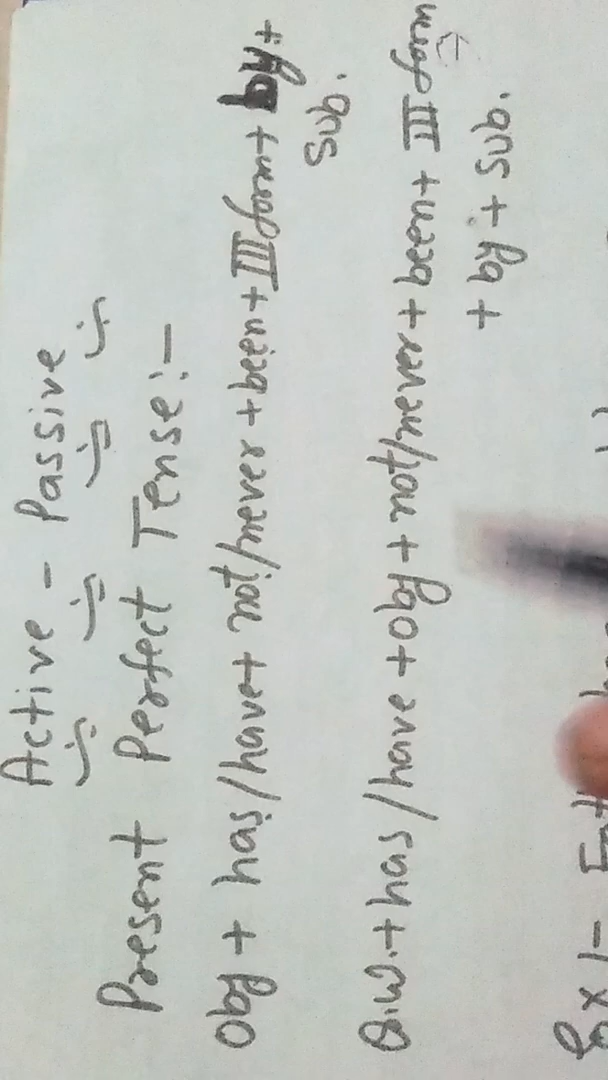 Active - Passive
Present Perfect Tense :-
Obj + has/have + not/never + been + III form + by +
Sub.
Q.W. + has/have + obj + not/never + been + III form
+ by + Sub.